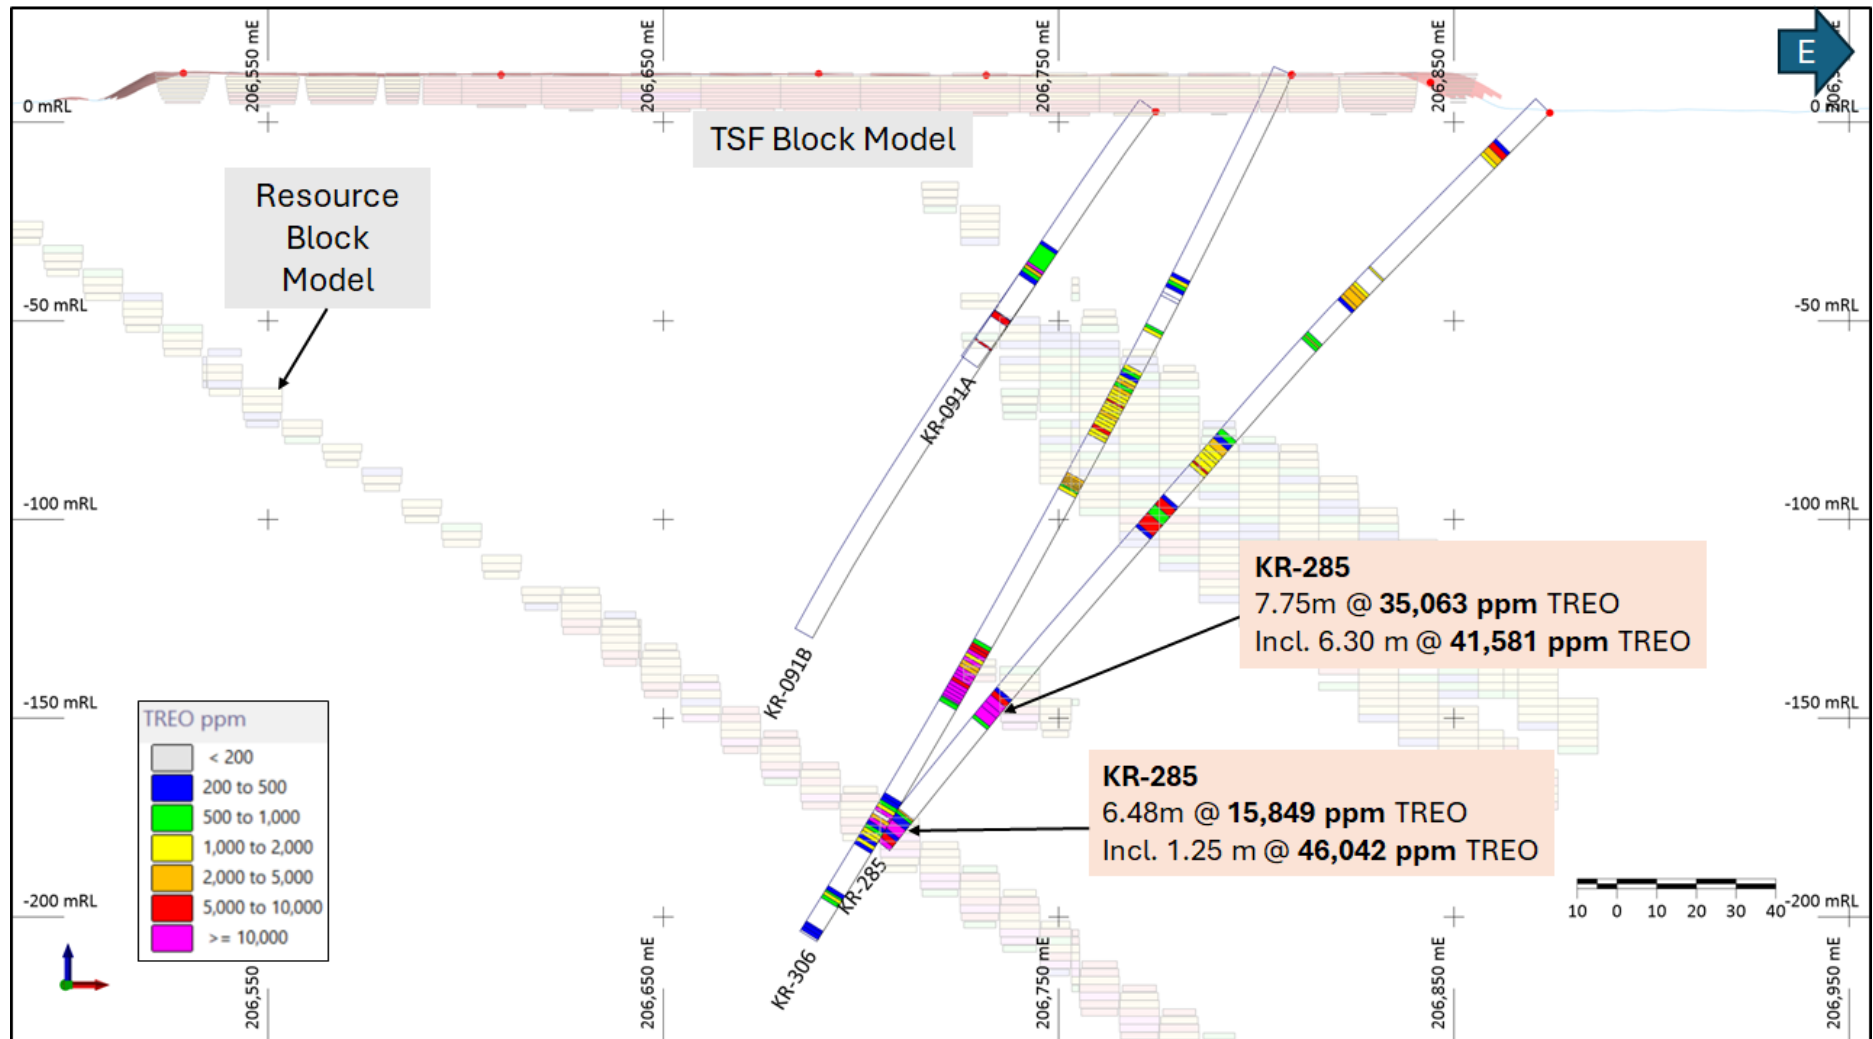 206,550 mE
206,650 mE
206,750 mE
206,850 mE
E
0 mRL
0 mRL
TSF Block Model
Resource
Block
Model
-50 mRL
-50 mRL
KR-091A
-100 mRL
-100 mRL
KR-285
7.75m @ 35,063 ppm TREO
Incl. 6.30 m @ 41,581 ppm TREO
KR-091B
-150 mRL
-150 mRL
TREO ppm
< 200
200 to 500
500 to 1,000
1,000 to 2,000
2,000 to 5,000
5,000 to 10,000
>= 10,000
KR-285
6.48m @ 15,849 ppm TREO
Incl. 1.25 m @ 46,042 ppm TREO
KR-285
KR-306
10 0 10 20 30 40
-200 mRL
-200 mRL
206,550
206,650 mE
206,750 mE
206,850 mE
206,950 mE